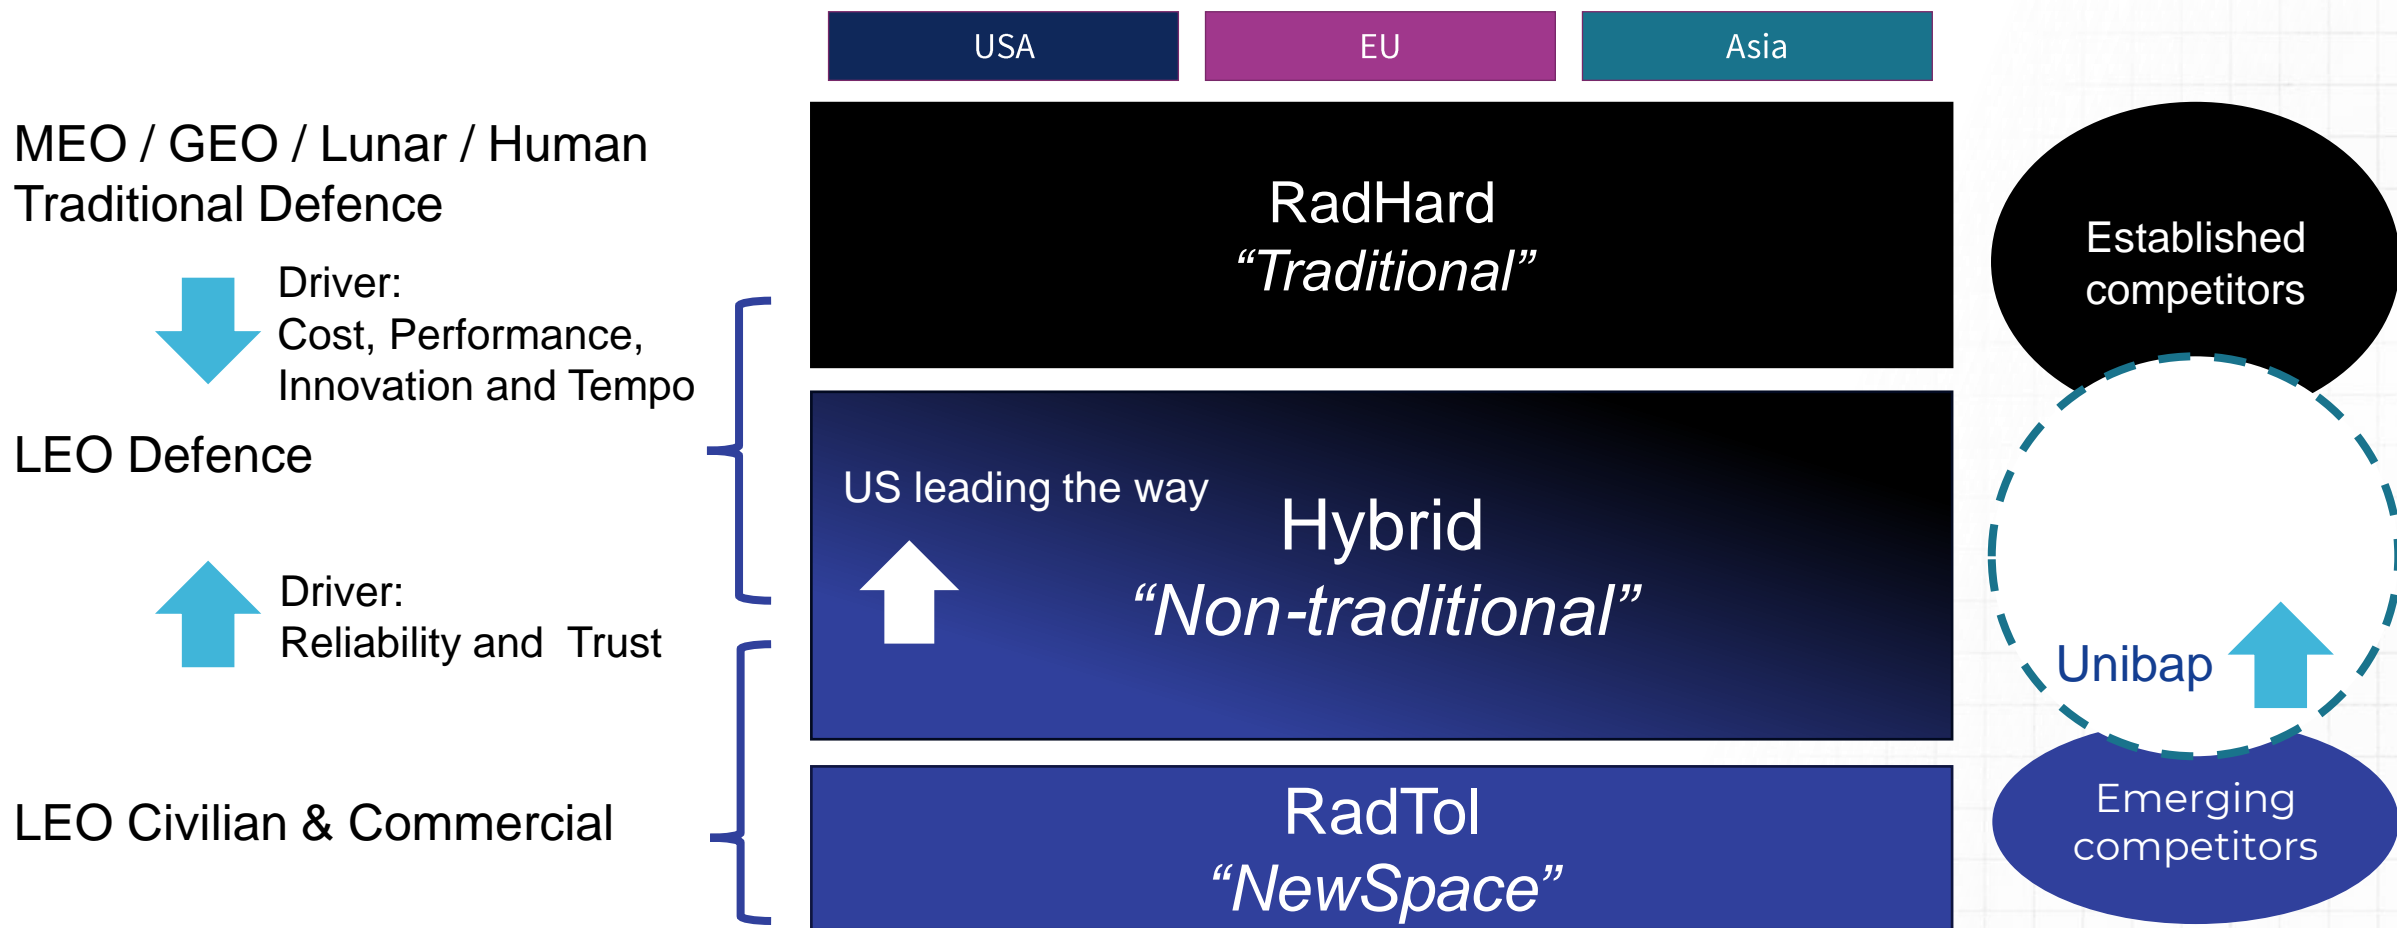 USA
EU
Asia
MEO / GEO / Lunar / Human
Traditional Defence
Driver:
Cost, Performance,
Innovation and Tempo
LEO Defence
Driver:
Reliability and  Trust
LEO Civilian & Commercial
RadHard
“Traditional”
US leading the way
Hybrid
“Non-traditional”
RadTol
“NewSpace”
Established
competitors
Unibap
Emerging
competitors